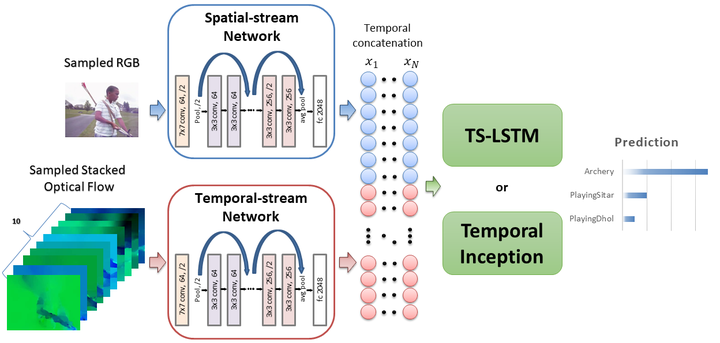 Spatial-stream
Network
Sampled RGB
7x7 conv, 64, /2
Pool, /2
3x3 conv, 64
3x3 conv, 64
3x3 conv, 256, /2
3x3 conv, 256
avg pool
fc 2048
Temporal
concatenation
x₁
x_N
TS-LSTM
or
Temporal
Inception
Prediction
Archery
PlayingSitar
PlayingDhol
Sampled Stacked
Optical Flow
10
Temporal-stream
Network
7x7 conv, 64, /2
Pool, /2
3x3 conv, 64
3x3 conv, 64
3x3 conv, 256, /2
3x3 conv, 256
avg pool
fc 2048